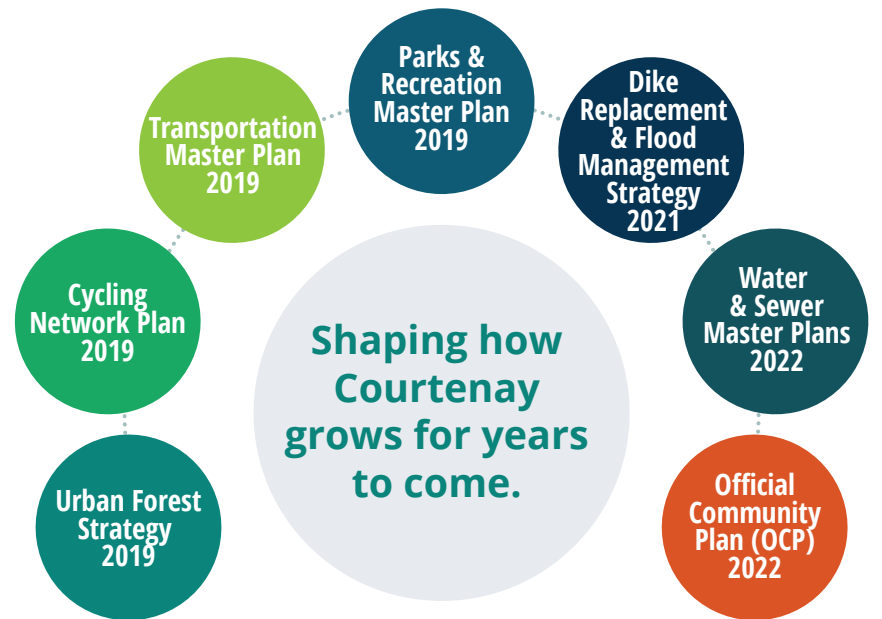 Parks &
Recreation
Master Plan
2019
Transportation
Master Plan
2019
Dike
Replacement
& Flood
Management
Strategy
2021
Cycling
Network Plan
2019
Water
& Sewer
Master Plans
2022
Shaping how
Courtenay
grows for years
to come.
Urban Forest
Strategy
2019
Official
Community
Plan (OCP)
2022